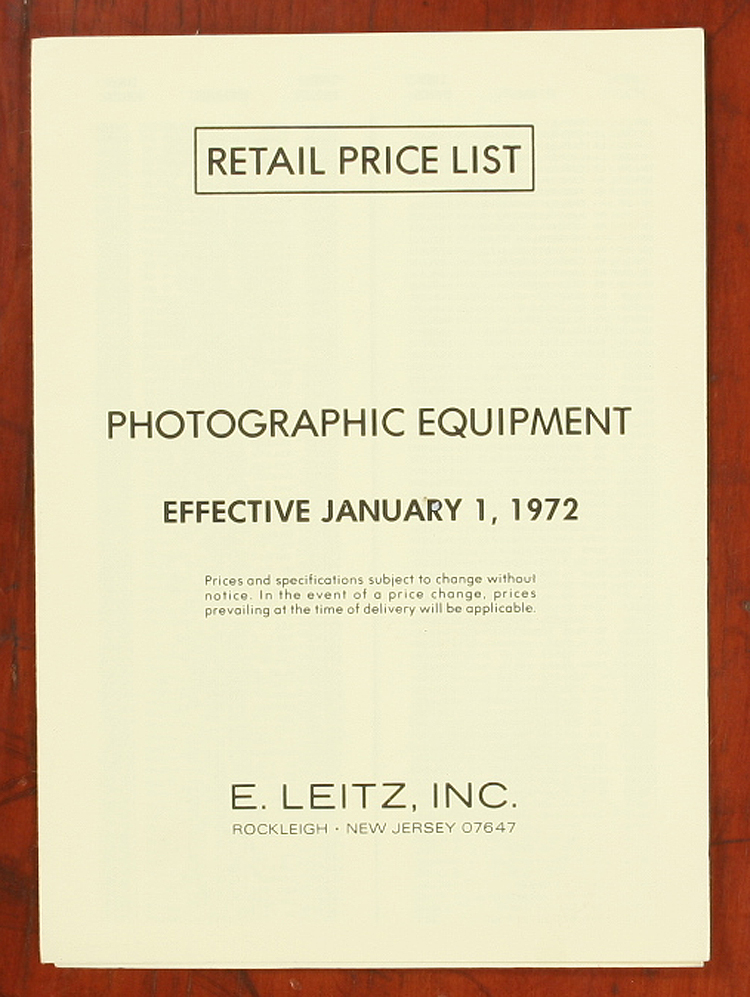 RETAIL PRICE LIST
PHOTOGRAPHIC EQUIPMENT
EFFECTIVE JANUARY 1, 1972
Prices and specifications subject to change without
notice. In the event of a price change, prices
prevailing at the time of delivery will be applicable.
E. LEITZ, INC.
ROCKLEIGH · NEW JERSEY 07647